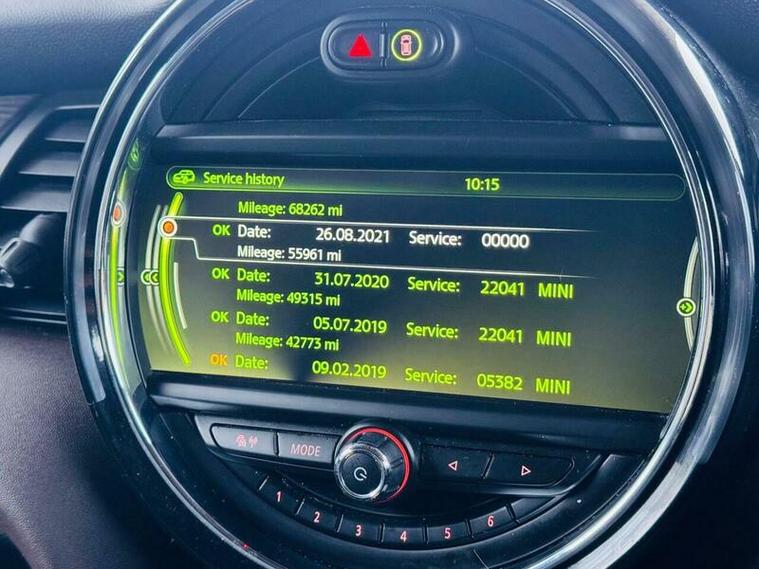 Service history 10:15
Mileage: 68262 mi
OK Date: 26.08.2021 Service: 00000
Mileage: 55961 mi
OK Date: 31.07.2020 Service: 22041 MINI
Mileage: 49315 mi
OK Date: 05.07.2019 Service: 22041 MINI
Mileage: 42773 mi
OK Date: 09.02.2019 Service: 05382 MINI
MODE
1 2 3 4 5 6